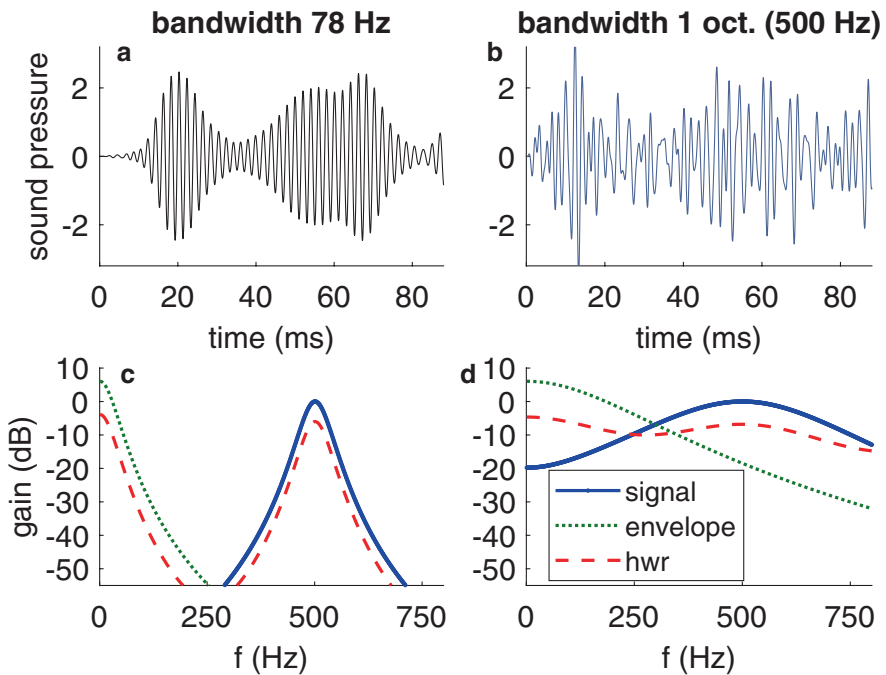 bandwidth 78 Hz
bandwidth 1 oct. (500 Hz)
a
b
sound pressure
2
0
-2
2
0
-2
0 20 40 60 80
0 20 40 60 80
time (ms)
time (ms)
c
d
gain (dB)
10
0
-10
-20
-30
-40
-50
10
0
-10
-20
-30
-40
-50
signal
envelope
hwr
0 250 500 750
0 250 500 750
f (Hz)
f (Hz)